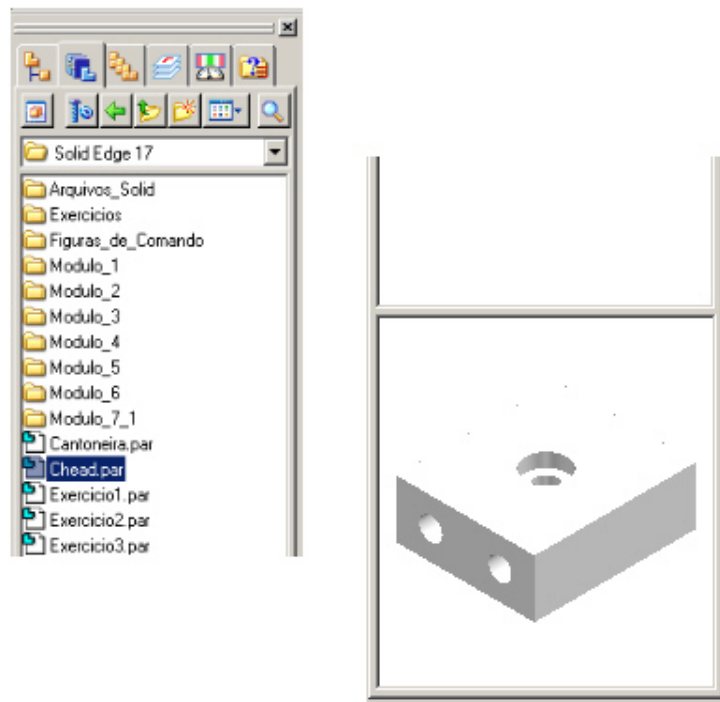 Solid Edge 17
Arquivos_Solid
Exercicios
Figuras_de_Comando
Modulo_1
Modulo_2
Modulo_3
Modulo_4
Modulo_5
Modulo_6
Modulo_7_1
Cantoneira.par
Chead.par
Exercicio1.par
Exercicio2.par
Exercicio3.par